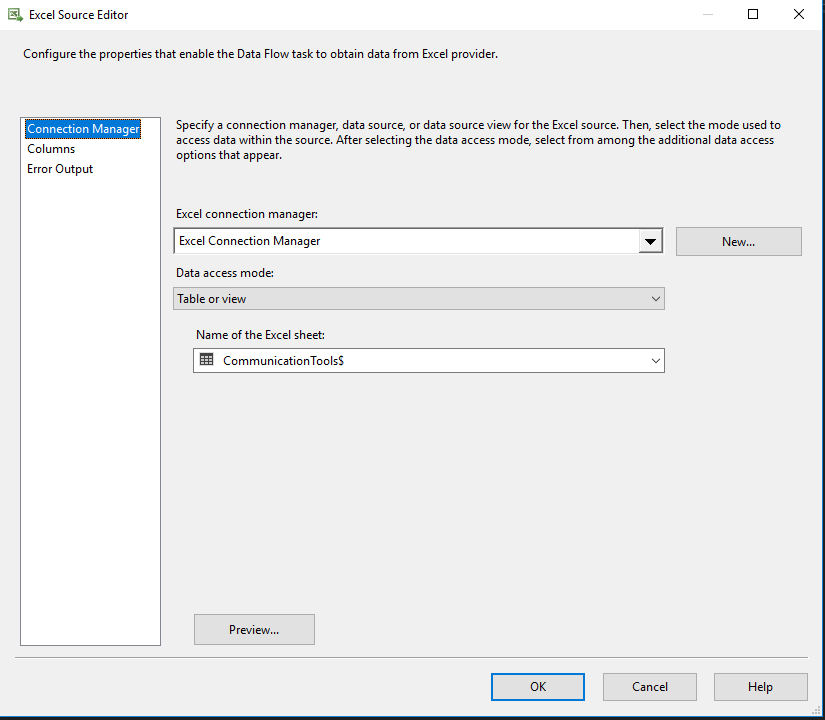 Excel Source Editor
Configure the properties that enable the Data Flow task to obtain data from Excel provider.
Connection Manager
Columns
Error Output
Specify a connection manager, data source, or data source view for the Excel source. Then, select the mode used to
access data within the source. After selecting the data access mode, select from among the additional data access
options that appear.
Excel connection manager:
Excel Connection Manager
New...
Data access mode:
Table or view
Name of the Excel sheet:
CommunicationTools$
Preview...
OK
Cancel
Help